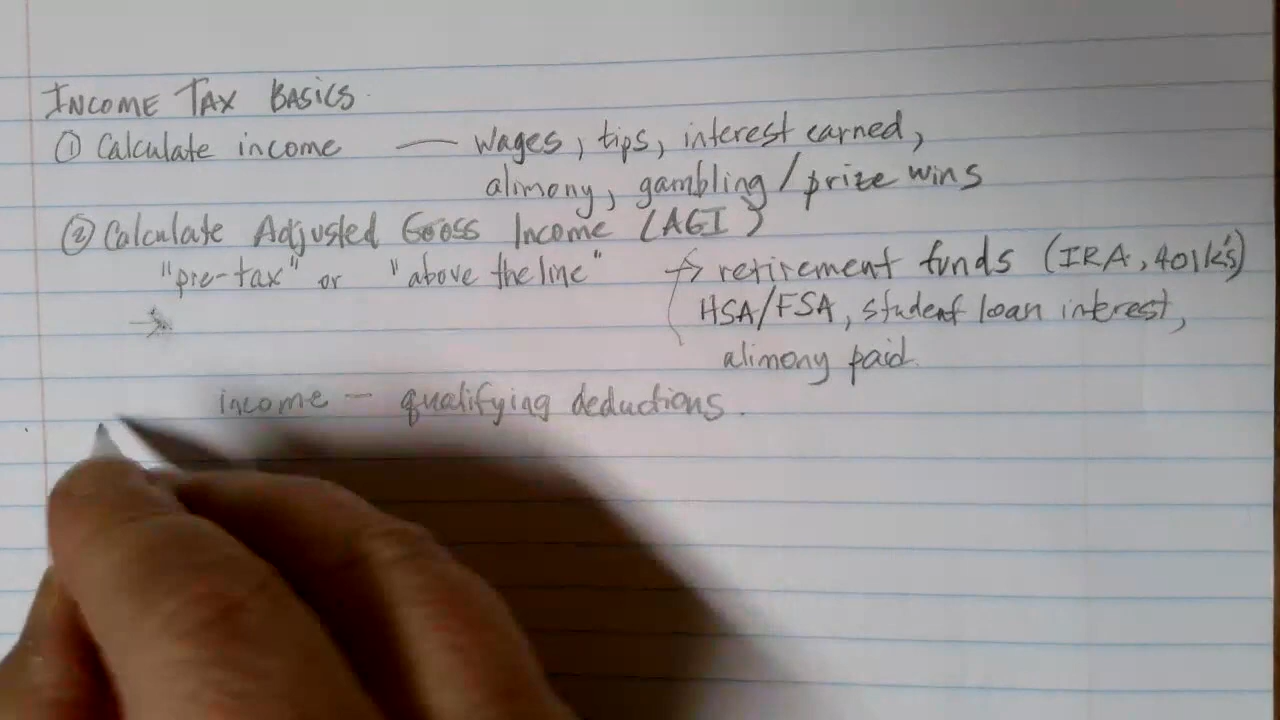 INCOME TAX BASICS
① Calculate income — wages, tips, interest earned,
alimony, gambling/prize wins
② Calculate Adjusted Gross Income (AGI)
"pre-tax" or "above the line" → retirement funds (IRA, 401k's)
HSA/FSA, student loan interest,
alimony paid.
income — qualifying deductions.